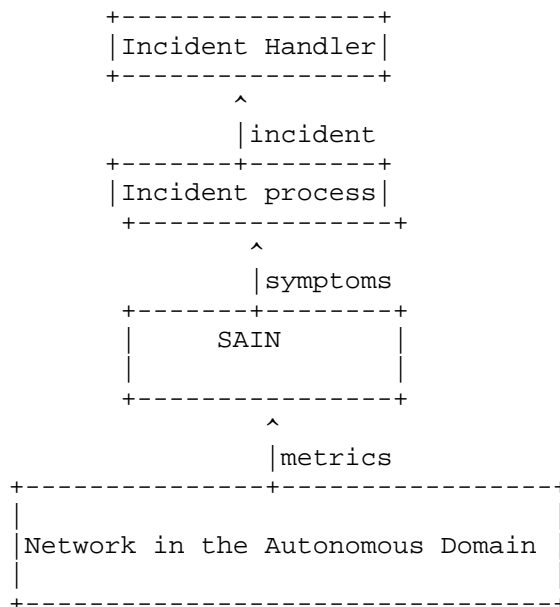 Incident Handler
incident
Incident process
symptoms
SAIN
metrics
Network in the Autonomous Domain